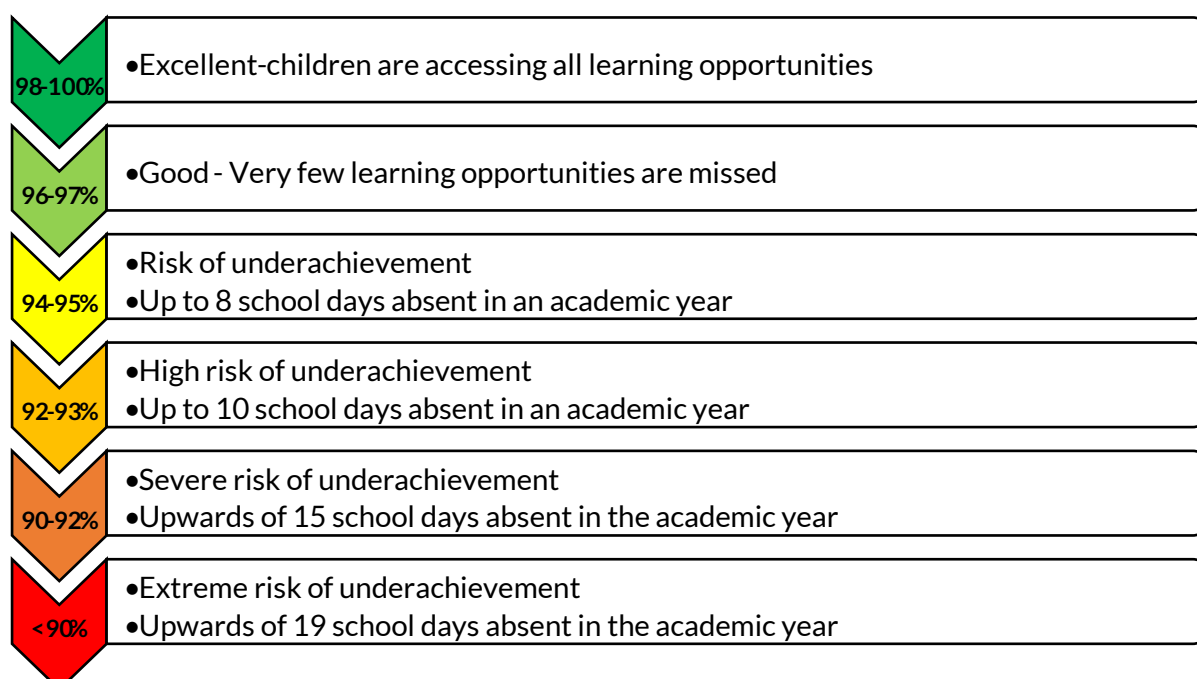 98-100%
•Excellent-children are accessing all learning opportunities
96-97%
•Good - Very few learning opportunities are missed
94-95%
•Risk of underachievement
•Up to 8 school days absent in an academic year
92-93%
•High risk of underachievement
•Up to 10 school days absent in an academic year
90-92%
•Severe risk of underachievement
•Upwards of 15 school days absent in the academic year
<90%
•Extreme risk of underachievement
•Upwards of 19 school days absent in the academic year